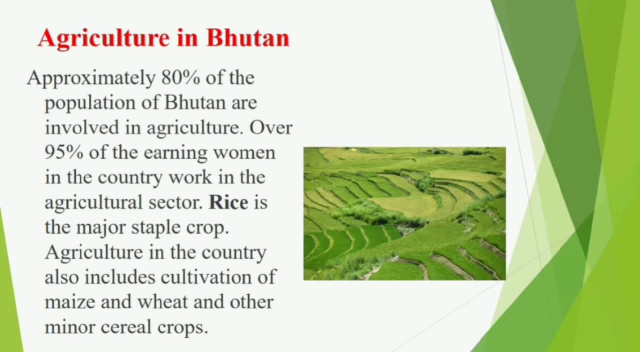 Agriculture in Bhutan
Approximately 80% of the
population of Bhutan are
involved in agriculture. Over
95% of the earning women
in the country work in the
agricultural sector. Rice is
the major staple crop.
Agriculture in the country
also includes cultivation of
maize and wheat and other
minor cereal crops.